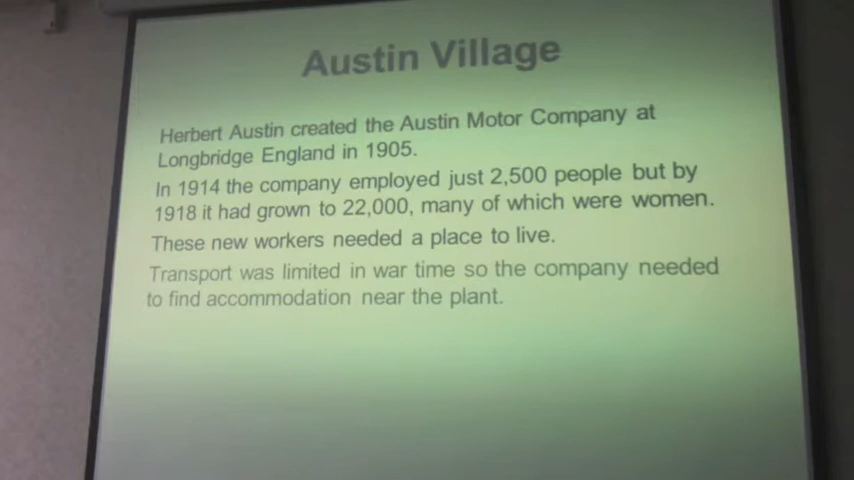 Austin Village
Herbert Austin created the Austin Motor Company at
Longbridge England in 1905.
In 1914 the company employed just 2,500 people but by
1918 it had grown to 22,000, many of which were women.
These new workers needed a place to live.
Transport was limited in war time so the company needed
to find accommodation near the plant.